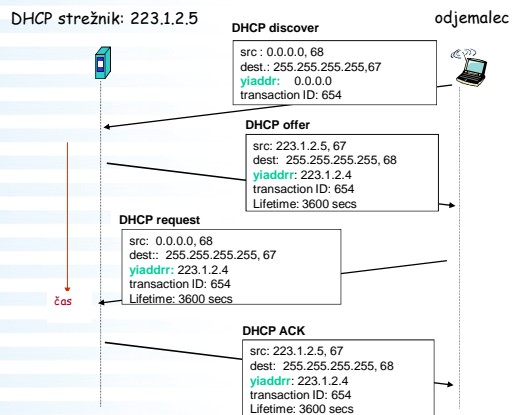 DHCP strežnik: 223.1.2.5
odjemalec
DHCP discover
src : 0.0.0.0, 68
dest.: 255.255.255.255,67
yiaddr: 0.0.0.0
transaction ID: 654
DHCP offer
src: 223.1.2.5, 67
dest: 255.255.255.255, 68
yiaddrr: 223.1.2.4
transaction ID: 654
Lifetime: 3600 secs
DHCP request
src: 0.0.0.0, 68
dest:: 255.255.255.255, 67
yiaddrr: 223.1.2.4
transaction ID: 654
Lifetime: 3600 secs
čas
DHCP ACK
src: 223.1.2.5, 67
dest: 255.255.255.255, 68
yiaddrr: 223.1.2.4
transaction ID: 654
Lifetime: 3600 secs